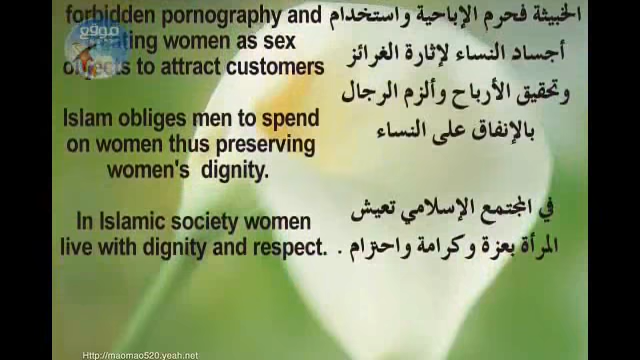 forbidden pornography and
women as sex
to attract customers
Islam obliges men to spend
on women thus preserving
women's dignity.
In Islamic society women
live with dignity and respect.
الخبيثة فحرم الإباحية واستخدام
أجساد النساء لإثارة الغرائز
وتحقيق الأرباح وألزم الرجال
بالإنفاق على النساء
في المجتمع الإسلامي تعيش
المرأة بعزة وكرامة واحترام .
موقع
Http://maomao520.yeah.net